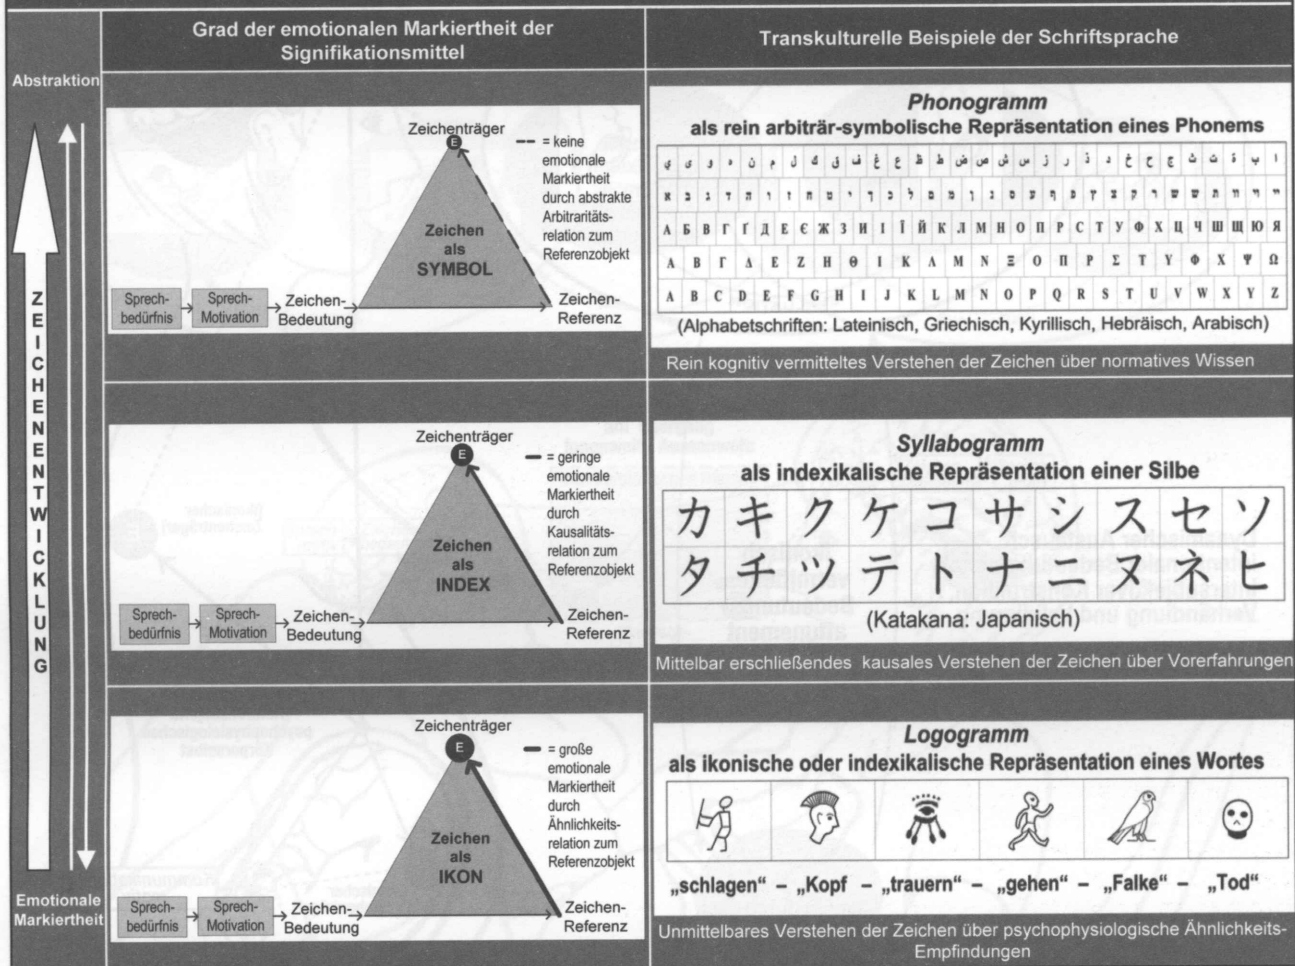 Grad der emotionalen Markiertheit der
Signifikationsmittel
Transkulturelle Beispiele der Schriftsprache
Abstraktion
ZEICHENENTWICKLUNG
Emotionale
Markiertheit
Zeichenträger
E
= keine
emotionale
Markiertheit
durch abstrakte
Arbitraritäts-
relation zum
Referenzobjekt
Zeichen
als
SYMBOL
Sprech-
bedürfnis
Sprech-
Motivation
Zeichen-
Bedeutung
Zeichen-
Referenz
Phonogramm
als rein arbiträr-symbolische Repräsentation eines Phonems
ا ب ة ت ث ج ح خ د ذ ر ز س ش ص ض ط ظ ع غ ف ق ك ل م ن ه و ى ي
А Б В Г Ґ Д Е Є Ж З И І Ї Й К Л М Н О П Р С Т У Ф Х Ц Ч Ш Щ Ю Я
Α Β Γ Δ Ε Ζ Η Θ Ι Κ Λ Μ Ν Ξ Ο Π Ρ Σ Τ Υ Φ Χ Ψ Ω
A B C D E F G H I J K L M N O P Q R S T U V W X Y Z
(Alphabetschriften: Lateinisch, Griechisch, Kyrillisch, Hebräisch, Arabisch)
Rein kognitiv vermitteltes Verstehen der Zeichen über normatives Wissen
Zeichenträger
E
= geringe
emotionale
Markiertheit
durch
Kausalitäts-
relation zum
Referenzobjekt
Zeichen
als
INDEX
Sprech-
bedürfnis
Sprech-
Motivation
Zeichen-
Bedeutung
Zeichen-
Referenz
Syllabogramm
als indexikalische Repräsentation einer Silbe
カ キ ク ケ コ サ シ ス セ ソ
タ チ ツ テ ト ナ ニ ヌ ネ ヒ
(Katakana: Japanisch)
Mittelbar erschließendes kausales Verstehen der Zeichen über Vorerfahrungen
Zeichenträger
E
= große
emotionale
Markiertheit
durch
Ähnlichkeits-
relation zum
Referenzobjekt
Zeichen
als
IKON
Sprech-
bedürfnis
Sprech-
Motivation
Zeichen-
Bedeutung
Zeichen-
Referenz
Logogramm
als ikonische oder indexikalische Repräsentation eines Wortes
„schlagen“ – „Kopf – „trauern“ – „gehen“ – „Falke“ – „Tod“
Unmittelbares Verstehen der Zeichen über psychophysiologische Ähnlichkeits-
Empfindungen